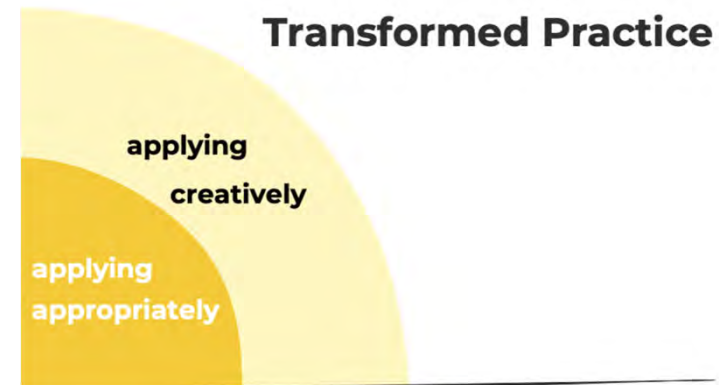 Transformed Practice
applying
creatively
applying
appropriately